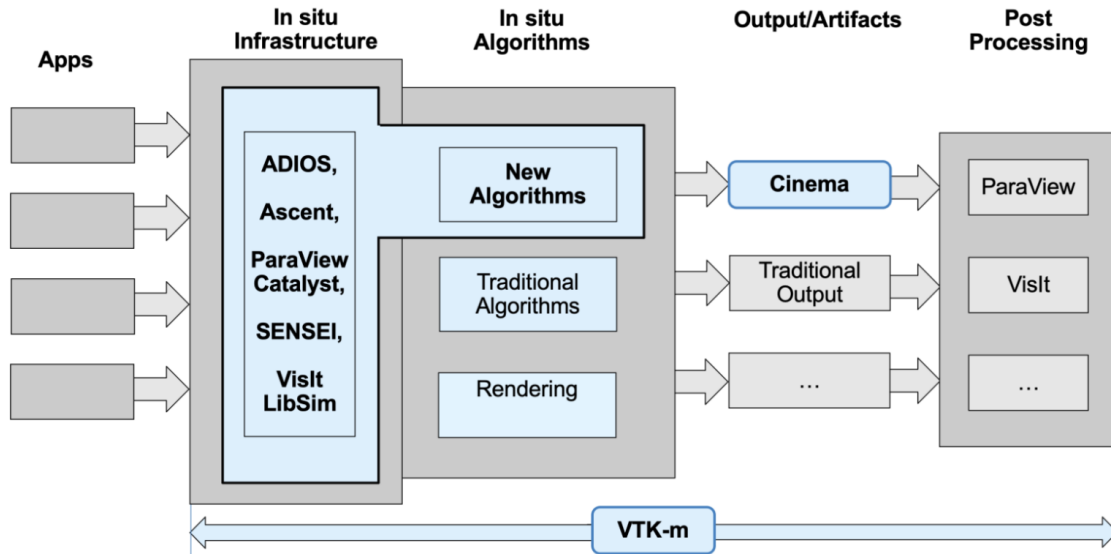 Apps
In situ
Infrastructure
In situ
Algorithms
Output/Artifacts
Post
Processing
ADIOS,
Ascent,
ParaView
Catalyst,
SENSEI,
VisIt
LibSim
New
Algorithms
Traditional
Algorithms
Rendering
Cinema
Traditional
Output
...
ParaView
VisIt
...
VTK-m